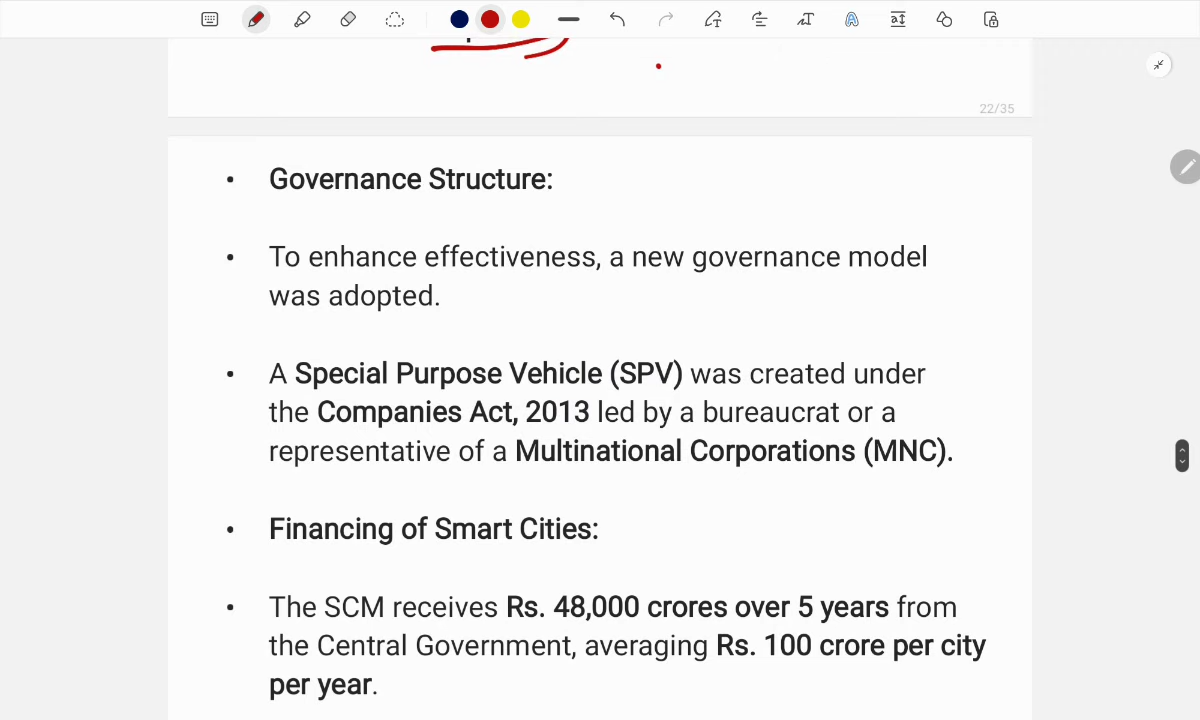 22/35
• Governance Structure:
• To enhance effectiveness, a new governance model
was adopted.
• A Special Purpose Vehicle (SPV) was created under
the Companies Act, 2013 led by a bureaucrat or a
representative of a Multinational Corporations (MNC).
• Financing of Smart Cities:
• The SCM receives Rs. 48,000 crores over 5 years from
the Central Government, averaging Rs. 100 crore per city
per year.